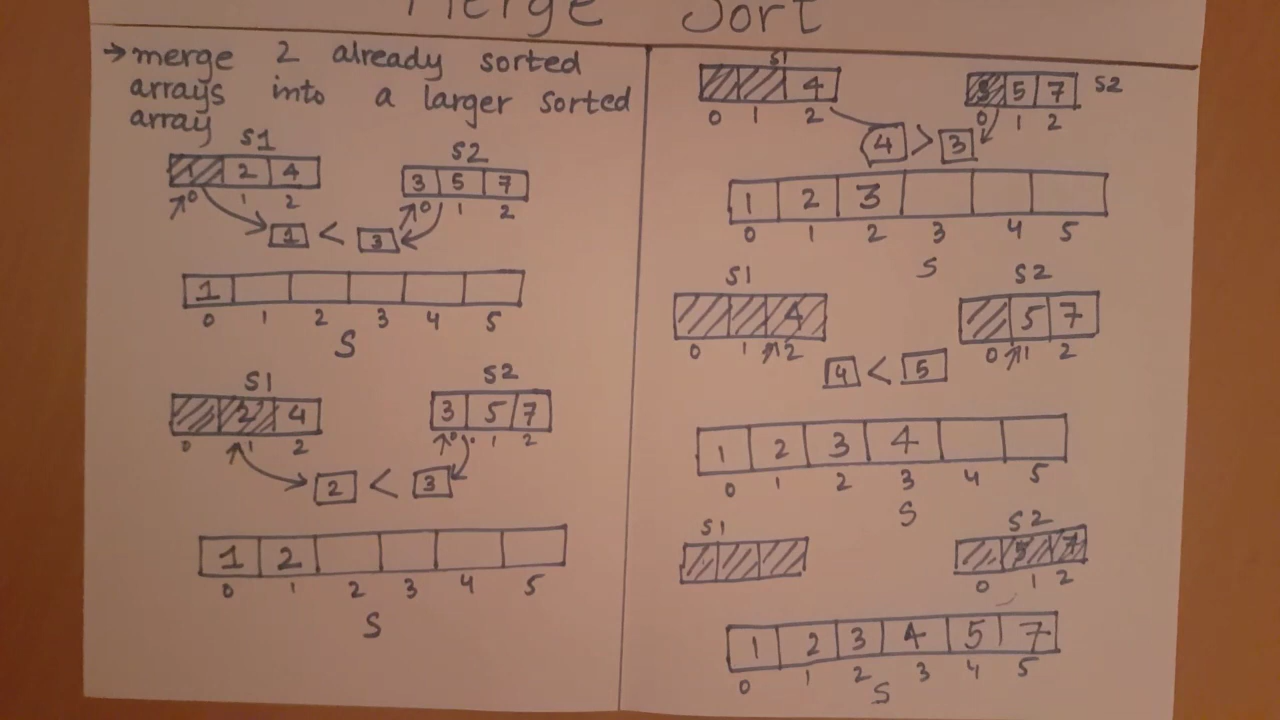 Merge Sort
→ merge 2 already sorted
arrays into a larger sorted
array
S1
1 2 4
0 1 2
S2
3 5 7
0 1 2
1 < 3
1
0 1 2 3 4 5
S
S1
2 4
0 1 2
S2
3 5 7
0 1 2
2 < 3
1 2
0 1 2 3 4 5
S
S1
4
0 1 2
3 5 7 S2
0 1 2
4 > 3
1 2 3
0 1 2 3 4 5
S
S1
4
0 1 2
S2
5 7
0 1 2
4 < 5
1 2 3 4
0 1 2 3 4 5
S
S1
S2
5 7
0 1 2
1 2 3 4 5 7
0 1 2 3 4 5
S